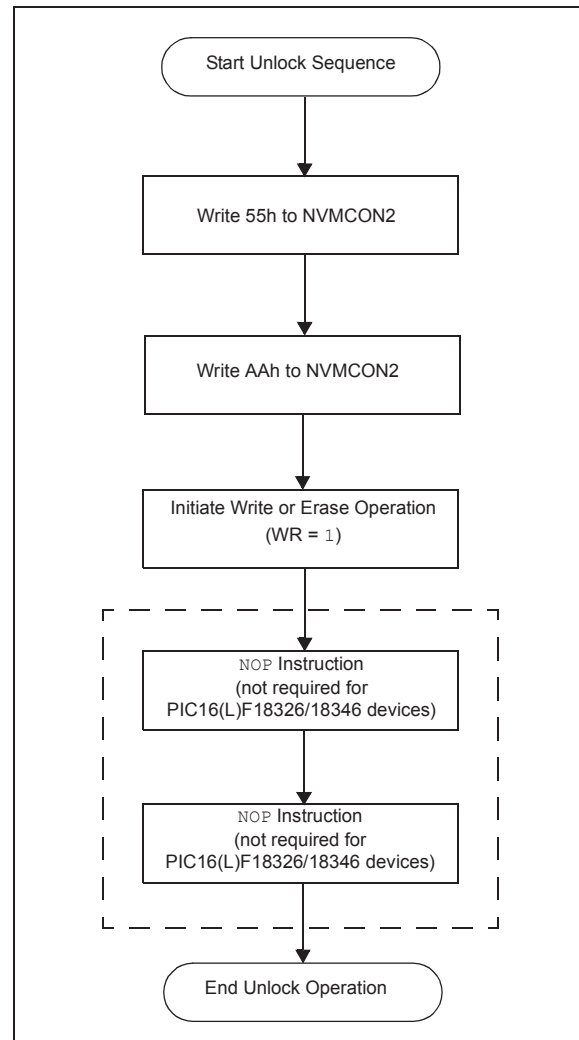 Start Unlock Sequence
Write 55h to NVMCON2
Write AAh to NVMCON2
Initiate Write or Erase Operation
(WR = 1)
NOP Instruction
(not required for
PIC16(L)F18326/18346 devices)
NOP Instruction
(not required for
PIC16(L)F18326/18346 devices)
End Unlock Operation